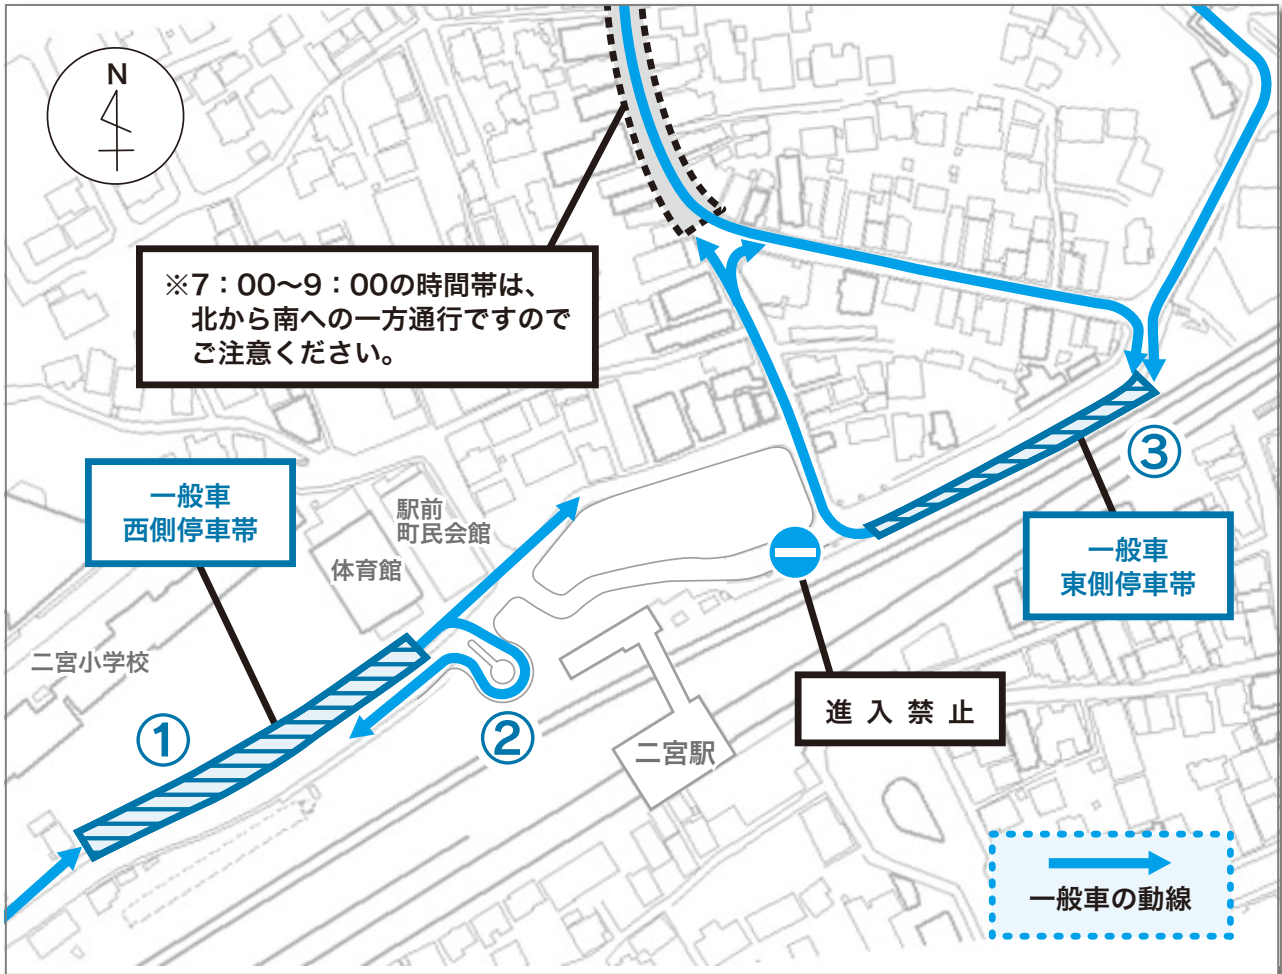 N
※7：00〜9：00の時間帯は、
北から南への一方通行ですので
ご注意ください。
一般車
西側停車帯
駅前
町民会館
体育館
③
一般車
東側停車帯
二宮小学校
①
②
進入禁止
二宮駅
一般車の動線